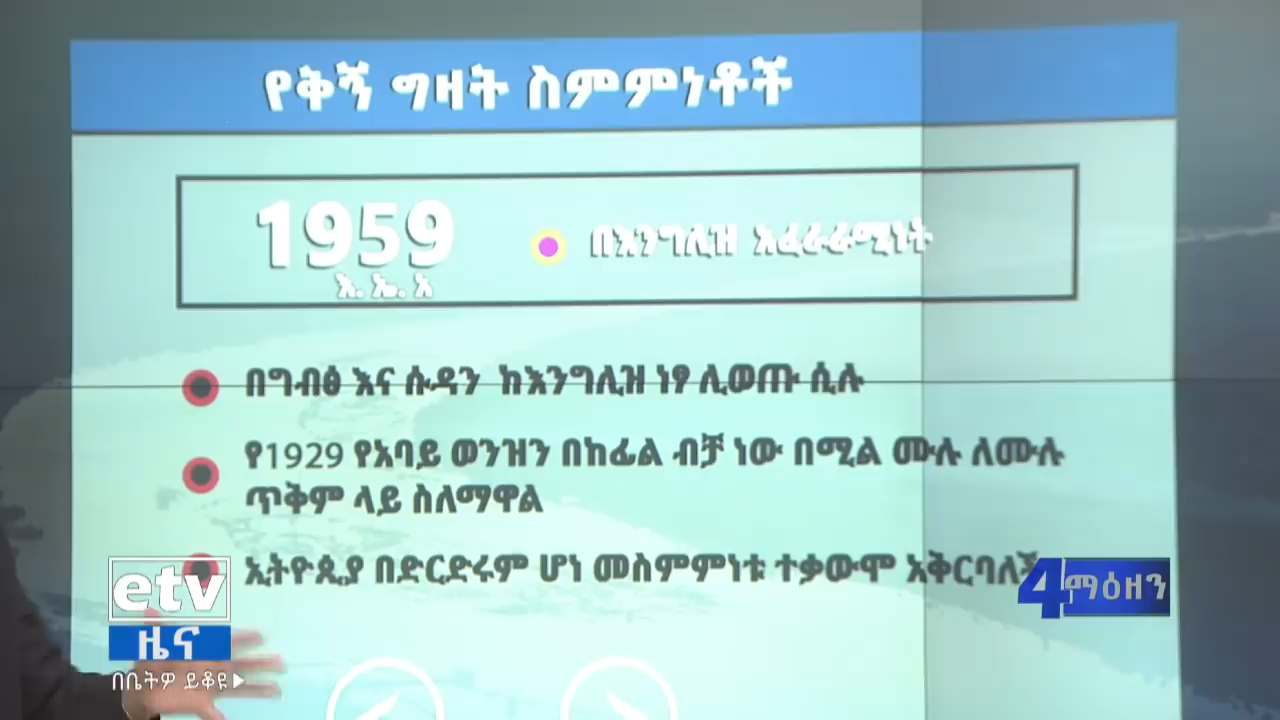 የቅኝ ግዛት ስምምነቶች
1959
እ.ኤ.አ
በእንግሊዝ አፈራራሚነት
በግብፅ እና ሱዳን ከእንግሊዝ ነፃ ሊወጡ ሲሉ
የ1929 የአባይ ወንዝን በከፊል ብቻ ነው በሚል ሙሉ ለሙሉ
ጥቅም ላይ ስለማዋል
ኢትዮጲያ በድርድሩም ሆነ መስምምነቱ ተቃውሞ አቅርባለች
4ማዕዘን
etv
ዜና
በቤትዎ ይቆዩ